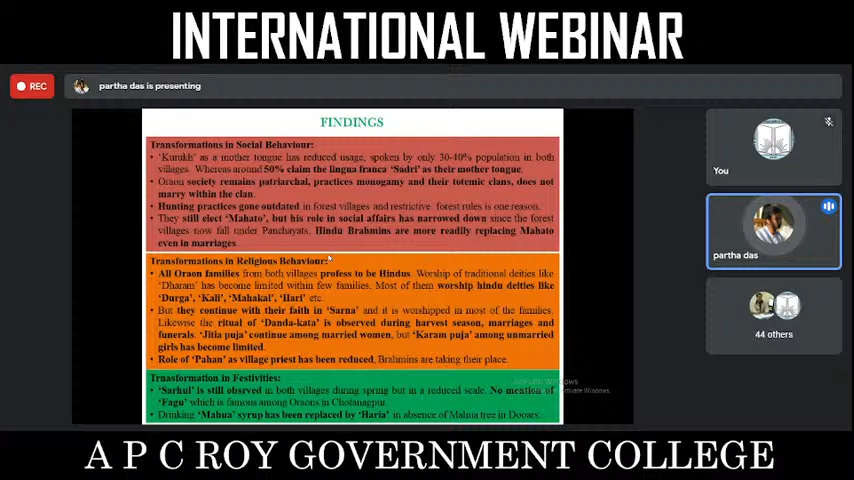 INTERNATIONAL WEBINAR
REC
partha das is presenting
FINDINGS
Transformations in Social Behaviour:
• 'Kurukh' as a mother tongue has reduced usage, spoken by only 30-40% population in both
villages. Whereas around 50% claim the lingua franca 'Sadri' as their mother tongue.
• Oraon society remains patriarchal, practices monogamy and their totemic clans, does not
marry within the clan.
• Hunting practices gone outdated in forest villages and restrictive forest rules is one reason.
• They still elect 'Mahato', but his role in social affairs has narrowed down since the forest
villages now fall under Panchayats. Hindu Brahmins are more readily replacing Mahato
even in marriages.
Transformations in Religious Behaviour:
• All Oraon families from both villages profess to be Hindus. Worship of traditional deities like
'Dharam' has become limited within few families. Most of them worship hindu deities like
'Durga', 'Kali', 'Mahakal', 'Hari' etc.
• But they continue with their faith in 'Sarna' and it is worshipped in most of the families.
Likewise the ritual of 'Danda-kata' is observed during harvest season, marriages and
funerals. 'Jitia puja' continue among married women, but 'Karam puja' among unmarried
girls has become limited.
• Role of 'Pahan' as village priest has been reduced, Brahmins are taking their place.
Transformation in Festivities:
• 'Sarhul' is still obsrved in both villages during spring but in a reduced scale. No mention of
'Fagu' which is famous among Oraons in Chotanagpur.
• Drinking 'Mahua' syrup has been replaced by 'Haria' in absence of Mahua tree in Dooars.
Activate Windows
You
partha das
44 others
A P C ROY GOVERNMENT COLLEGE